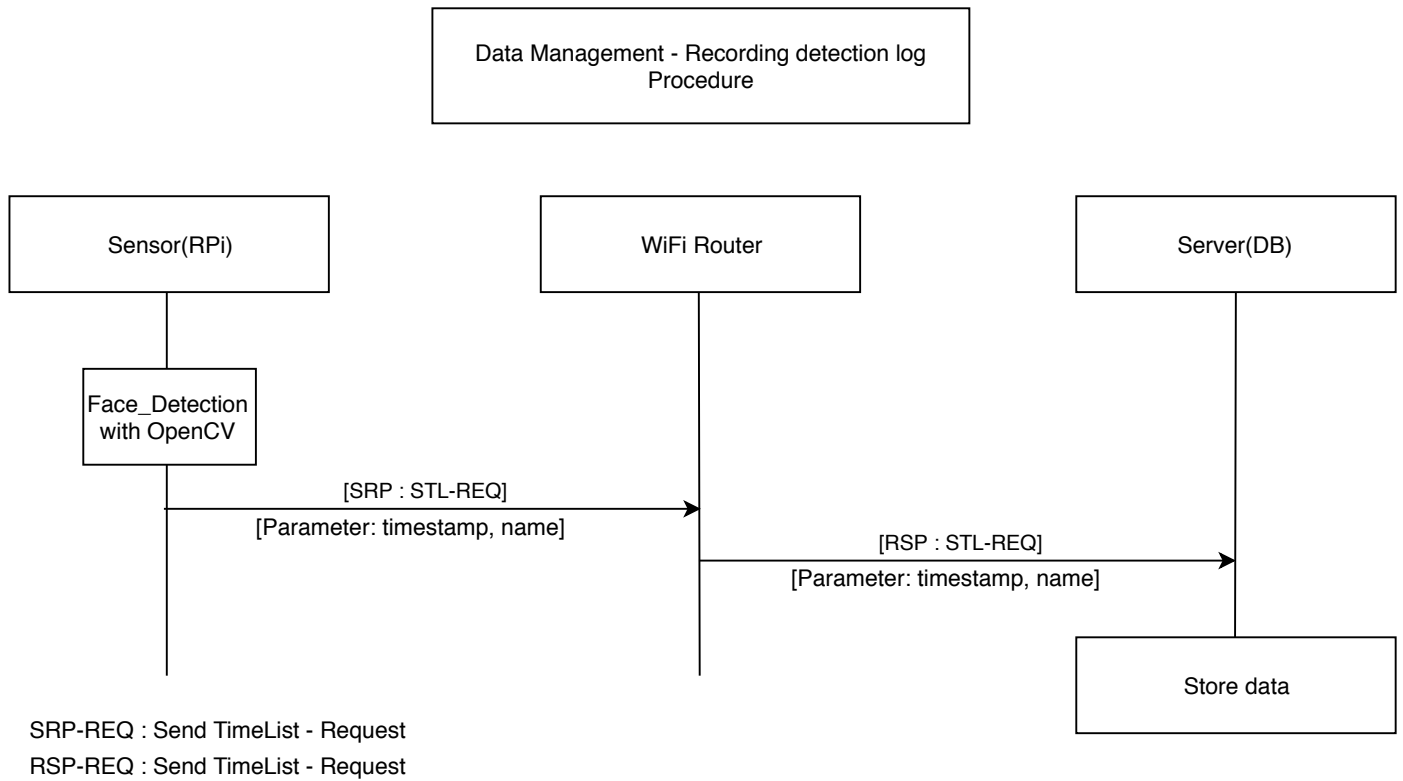 Data Management - Recording detection log
Procedure
Sensor(RPi)
WiFi Router
Server(DB)
Face_Detection
with OpenCV
[SRP : STL-REQ]
[Parameter: timestamp, name]
[RSP : STL-REQ]
[Parameter: timestamp, name]
Store data
SRP-REQ : Send TimeList - Request
RSP-REQ : Send TimeList - Request